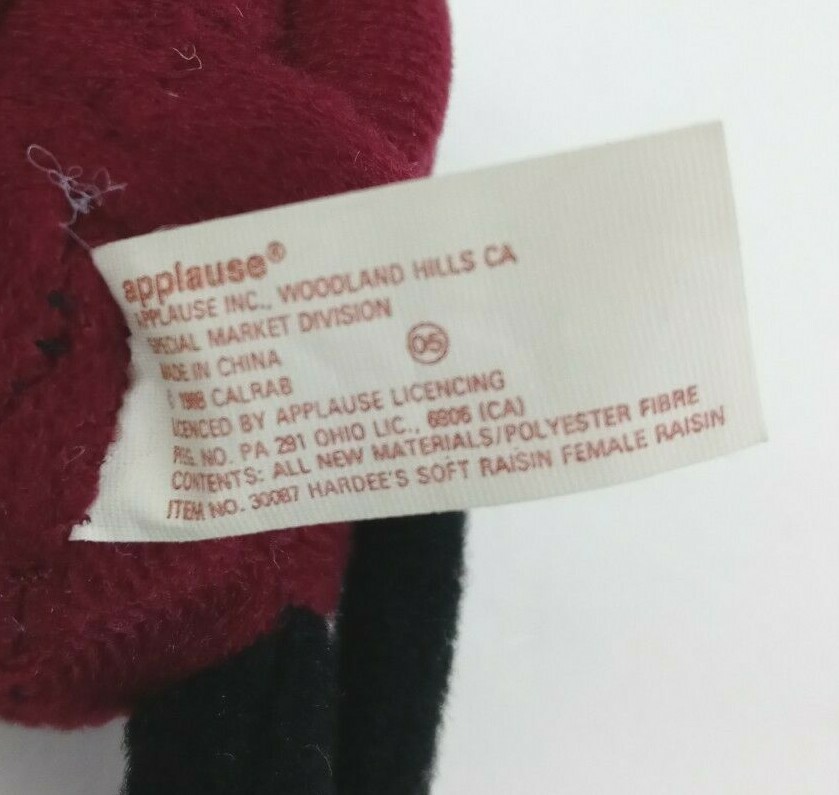 applause®
APPLAUSE INC., WOODLAND HILLS CA
SPECIAL MARKET DIVISION
MADE IN CHINA
05
© 1988 CALRAB
LICENCED BY APPLAUSE LICENCING
REG. NO. PA 291 OHIO LIC., 6906 (CA)
CONTENTS: ALL NEW MATERIALS/POLYESTER FIBRE
ITEM NO. 30087 HARDEE'S SOFT RAISIN FEMALE RAISIN